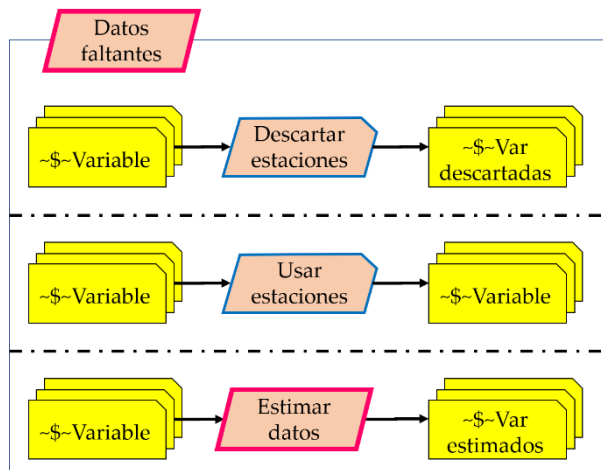 Datos
faltantes
~$~Variable
Descartar
estaciones
~$~Var
descartadas
~$~Variable
Usar
estaciones
~$~Variable
~$~Variable
Estimar
datos
~$~Var
estimados